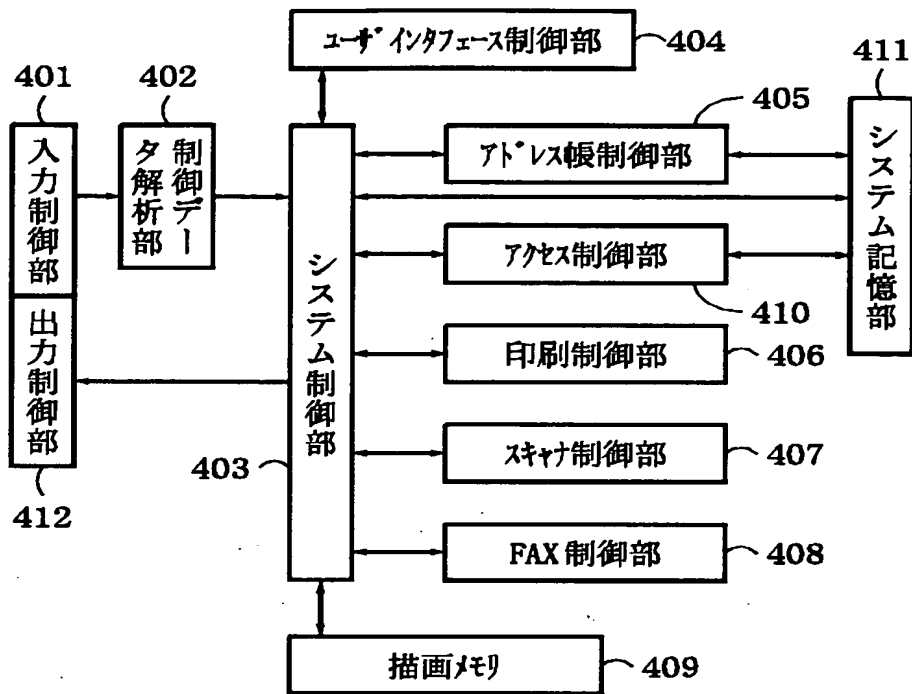 ユーザインタフェース制御部
404
411
401
402
405
入力制御部
制御デー
タ解析部
アドレス帳制御部
システム記憶部
システム制御部
アクセス制御部
410
出力制御部
印刷制御部
406
403
スキャナ制御部
407
412
FAX制御部
408
描画メモリ
409